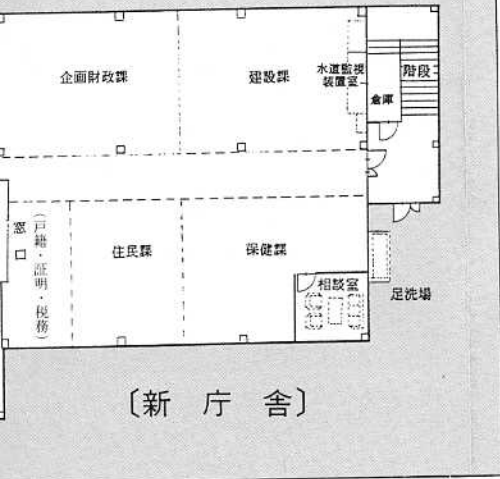 企画財政課
建設課
水道監視
装置室
階段
倉庫
窓
(戸籍・証明・税務)
住民課
保健課
相談室
足洗場
〔新庁舎〕